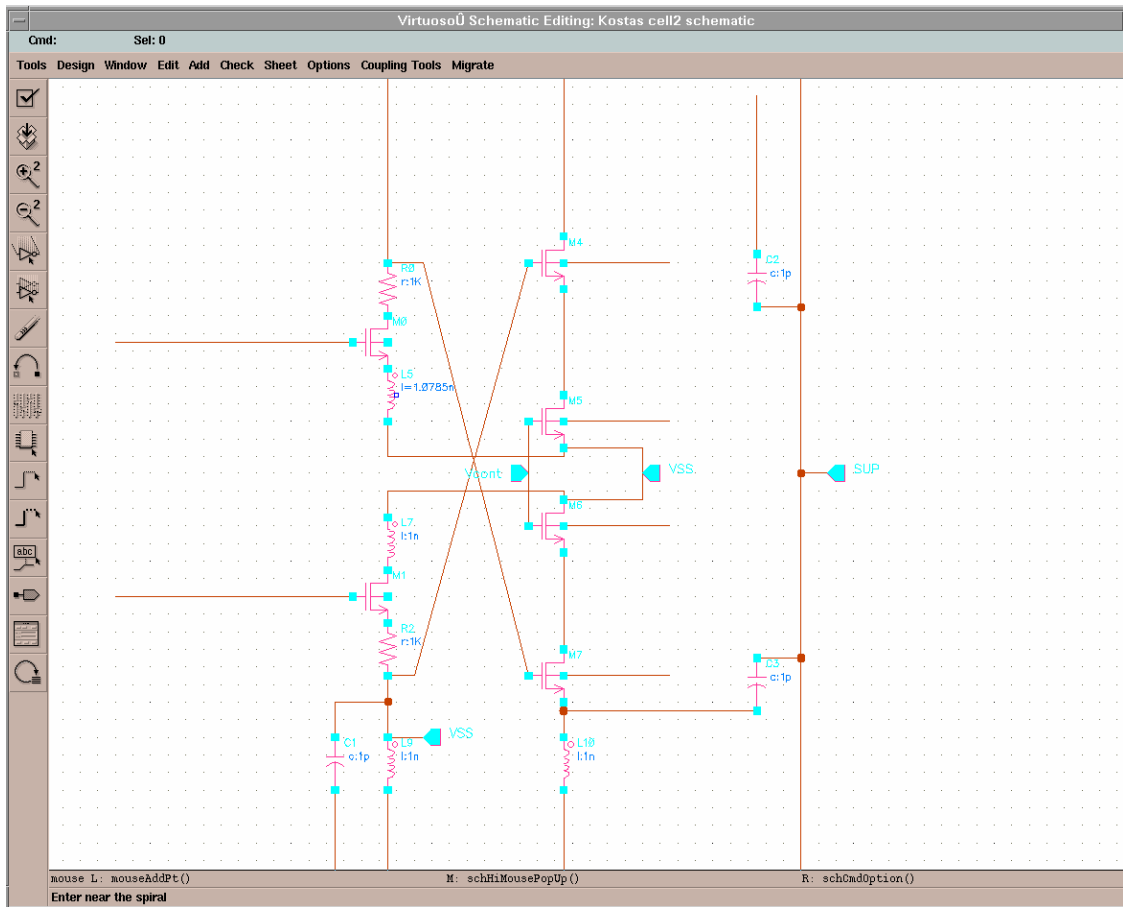 VirtuosoÛ Schematic Editing: Kostas cell2 schematic
Cmd: Sel: 0
Tools Design Window Edit Add Check Sheet Options Coupling Tools Migrate
2
2
abc
M4
C2
c:1p
R0
r:1K
M0
L5
l=1.0785n
M5
Vcont
VSS
SUP
M6
L7
l:1n
M1
R2
r:1K
M7
C3
c:1p
VSS
C1
c:1p
L9
l:1n
L10
l:1n
mouse L: mouseAddPt() M: schHiMousePopUp() R: schCmdOption()
Enter near the spiral